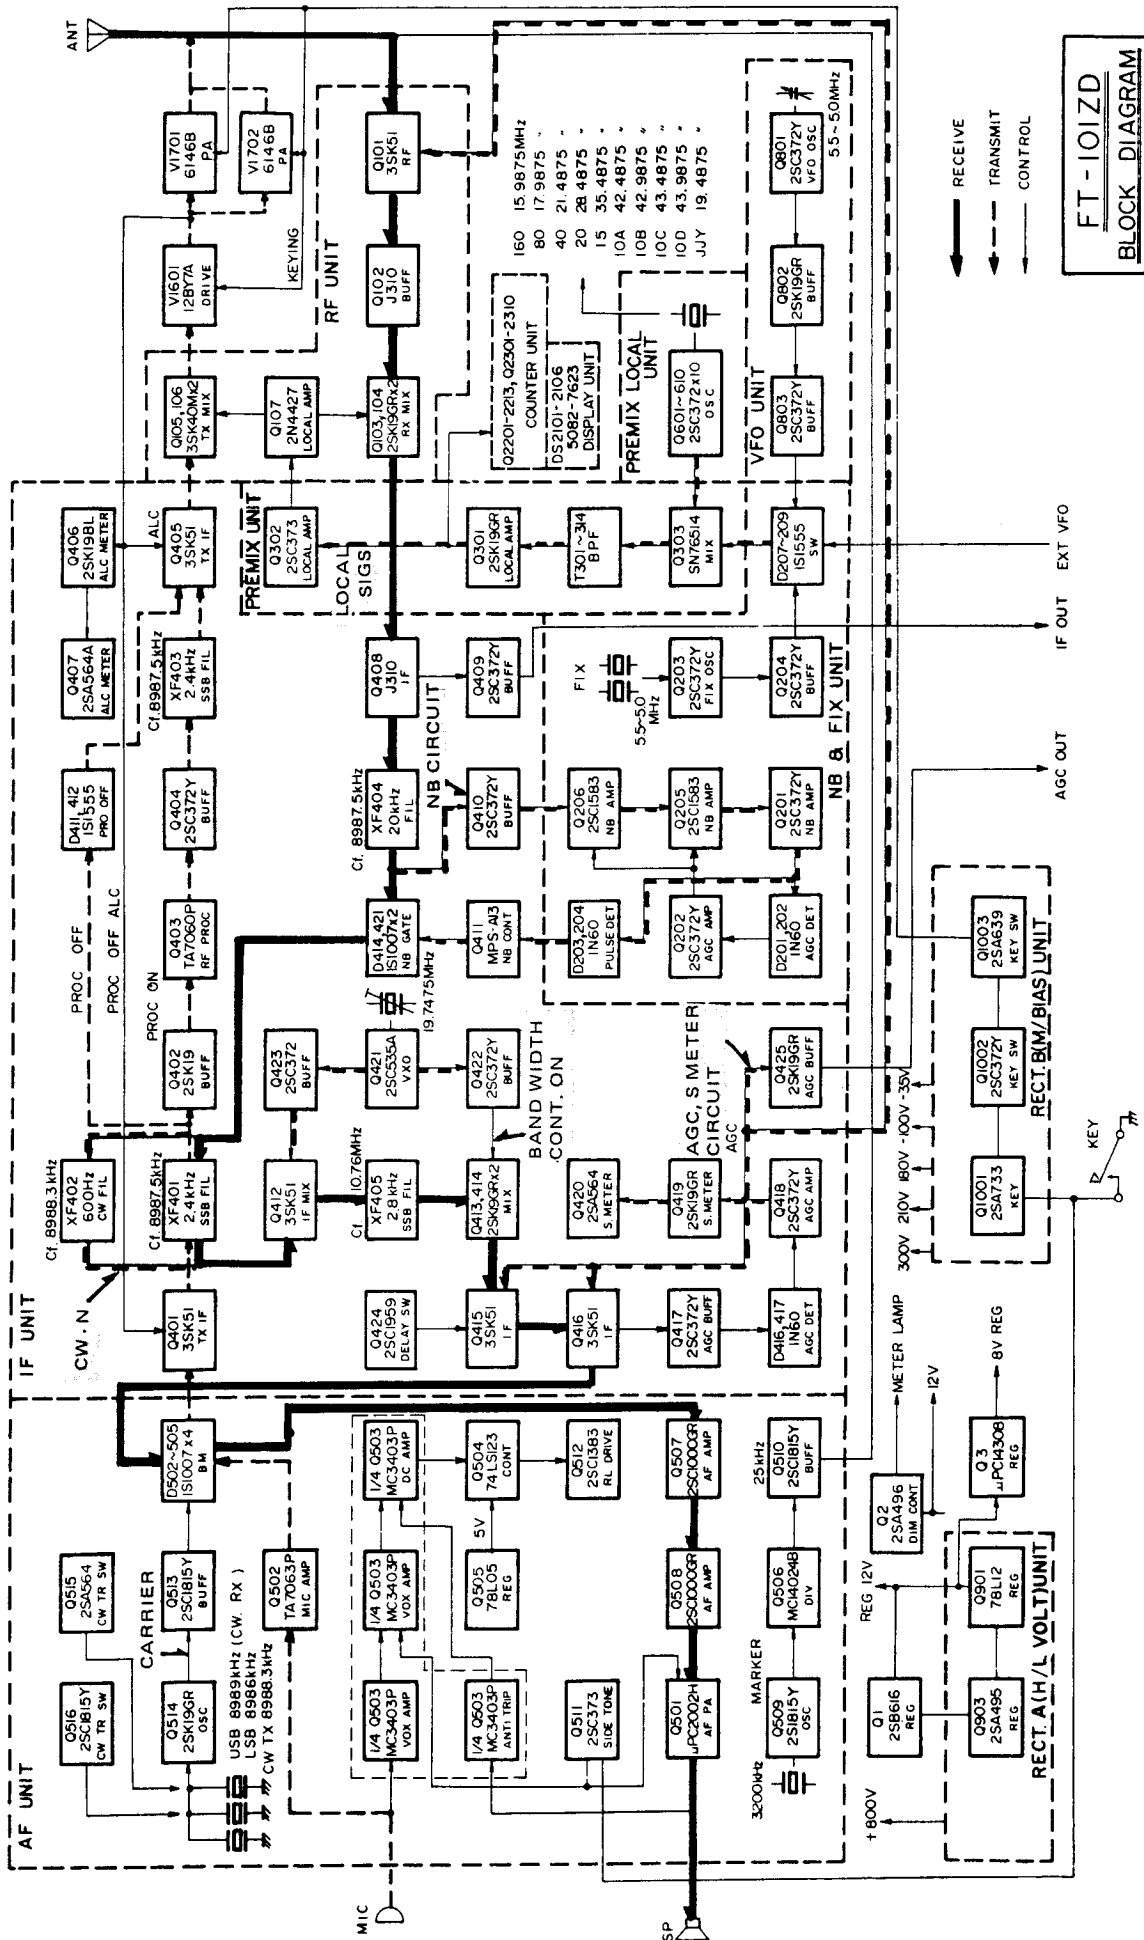 FT-101ZD
BLOCK DIAGRAM
RECEIVE
TRANSMIT
CONTROL
ANT
V1701
6146B
PA
V1702
6146B
PA
V1601
12BY7A
DRIVE
KEYING
Q105, 106
3SK40Mx2
TX MIX
Q107
2N4427
LOCAL AMP
RF UNIT
Q101
3SK51
RF
Q102
J310
BUFF
Q103, 104
2SK19GRx2
RX MIX
160 15.9875MHz
80 17.9875 "
40 21.4875 "
20 28.4875 "
15 35.4875 "
10A 42.4875 "
10B 42.9875 "
10C 43.4875 "
10D 43.9875 "
JJY 19.4875 "
Q2201-2213, Q2301-2310
COUNTER UNIT
DS2101-2106
5082-7623
DISPLAY UNIT
PREMIX LOCAL
UNIT
Q601~610
2SC372x10
OSC
VFO UNIT
Q801
2SC372Y
VFO OSC
5.5~5.0MHz
Q802
2SK19GR
BUFF
Q803
2SC372Y
BUFF
IF UNIT
Q406
2SK19BL
ALC METER
ALC
Q405
3SK51
TX IF
Q407
2SA564A
ALC METER
Cf.8987.5kHz
XF403
2.4kHz
SSB FIL
D411, 412
1S1555
PRO OFF
Q404
2SC372Y
BUFF
Q403
TA7060P
RF PROC
PROC OFF
PROC OFF ALC
PROC ON
Q402
2SK19
BUFF
Cf.8988.3kHz
XF402
600Hz
CW FIL
Cf.8987.5kHz
XF401
2.4kHz
SSB FIL
CW-N
Q401
3SK51
TX IF
PREMIX UNIT
Q302
2SC373
LOCAL AMP
LOCAL
SIGS
Q301
2SK19GR
LOCAL AMP
T301~314
BPF
Q303
SN76514
MIX
D207~209
1S1555
SW
Q408
J310
IF
Q409
2SC372Y
BUFF
Cf. 8987.5kHz
XF404
20kHz
FIL
NB CIRCUIT
Q410
2SC372Y
BUFF
D414, 421
1S1007x2
NB GATE
Q411
MPS-A13
NB CONT
19.7475MHz
Q423
2SC372
BUFF
Q421
2SC535A
VXO
Q422
2SC372Y
BUFF
BAND WIDTH
CONT. ON
Q412
3SK51
IF MIX
Cf. 10.76MHz
XF405
2.8kHz
SSB FIL
Q413, 414
2SK19GRx2
MIX
Q424
2SC1959
DELAY SW
Q415
3SK51
IF
Q416
3SK51
IF
Q417
2SC372Y
AGC BUFF
D416, 417
1N60
AGC DET
Q418
2SC372Y
AGC AMP
Q419
2SK19GR
S.METER
Q420
2SA564
S.METER
AGC, S METER
CIRCUIT
AGC
Q425
2SK19GR
AGC BUFF
NB & FIX UNIT
FIX
5.5~5.0
MHz
Q203
2SC372Y
FIX OSC
Q204
2SC372Y
BUFF
Q206
2SC1583
NB AMP
Q205
2SC1583
NB AMP
Q201
2SC372Y
NB AMP
D203, 204
1N60
PULSE DET
Q202
2SC372Y
AGC AMP
D201, 202
1N60
AGC DET
EXT VFO
IF OUT
AGC OUT
AF UNIT
D502~505
1S1007x4
BM
Q515
2SA564
CW TR SW
Q516
2SC1815Y
CW TR SW
CARRIER
Q513
2SC1815Y
BUFF
Q514
2SK19GR
OSC
USB 8989kHz (CW. RX)
LSB 8986kHz
CW TX 8988.3kHz
Q502
TA7063P
MIC AMP
1/4 Q503
MC3403P
DC AMP
1/4 Q503
MC3403P
VOX AMP
1/4 Q503
MC3403P
VOX AMP
1/4 Q503
MC3403P
ANTI TRIP
Q504
74LS123
CONT
5V
Q505
78L05
REG
Q512
2SC1383
RL DRIVE
Q511
2SC373
SIDE TONE
Q507
2SC1000GR
AF AMP
Q508
2SC1000GR
AF AMP
Q501
μPC2002H
AF PA
25kHz
Q510
2SC1815Y
BUFF
Q506
MC14024B
DIV
MARKER
Q509
2S1815Y
OSC
3200kHz
MIC
SP
RECT.B(M/BIAS)UNIT
Q1003
2SA639
KEY SW
Q1002
2SC372Y
KEY SW
Q1001
2SA733
KEY
300V 210V 180V -100V -35V
KEY
METER LAMP
12V
8V REG
Q2
2SA496
DIM CONT
Q3
μPC14308
REG
REG 12V
Q1
2SB616
REG
Q901
78L12
REG
Q903
2SA495
REG
+800V
RECT. A(H/L VOLT)UNIT